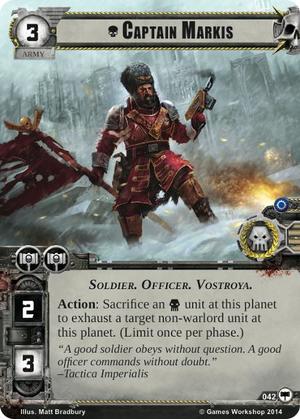 3
ARMY
Captain Markis
Soldier. Officer. Vostroya.
2
3
Action: Sacrifice an unit at this planet
to exhaust a target non-warlord unit at
this planet. (Limit once per phase.)
“A good soldier obeys without question. A good
officer commands without doubt.”
–Tactica Imperialis
042
Illus. Matt Bradbury
© Games Workshop 2014